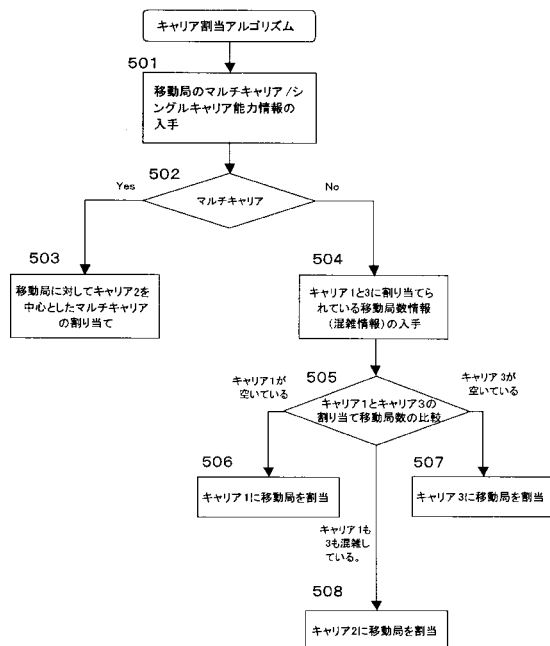 キャリア割当アルゴリズム
501
移動局のマルチキャリア/シ
ングルキャリア能力情報の
入手
502
Yes
No
マルチキャリア
503
504
移動局に対してキャリア2を
中心としたマルチキャリア
の割り当て
キャリア1と3に割り当てら
れている移動局数情報
(混雑情報)の入手
キャリア1が
空いている
505
キャリア3が
空いている
キャリア1とキャリア3の
割り当て移動局数の比較
506
507
キャリア1に移動局を割当
キャリア3に移動局を割当
キャリア1も
3も混雑し
ている。
508
キャリア2に移動局を割当